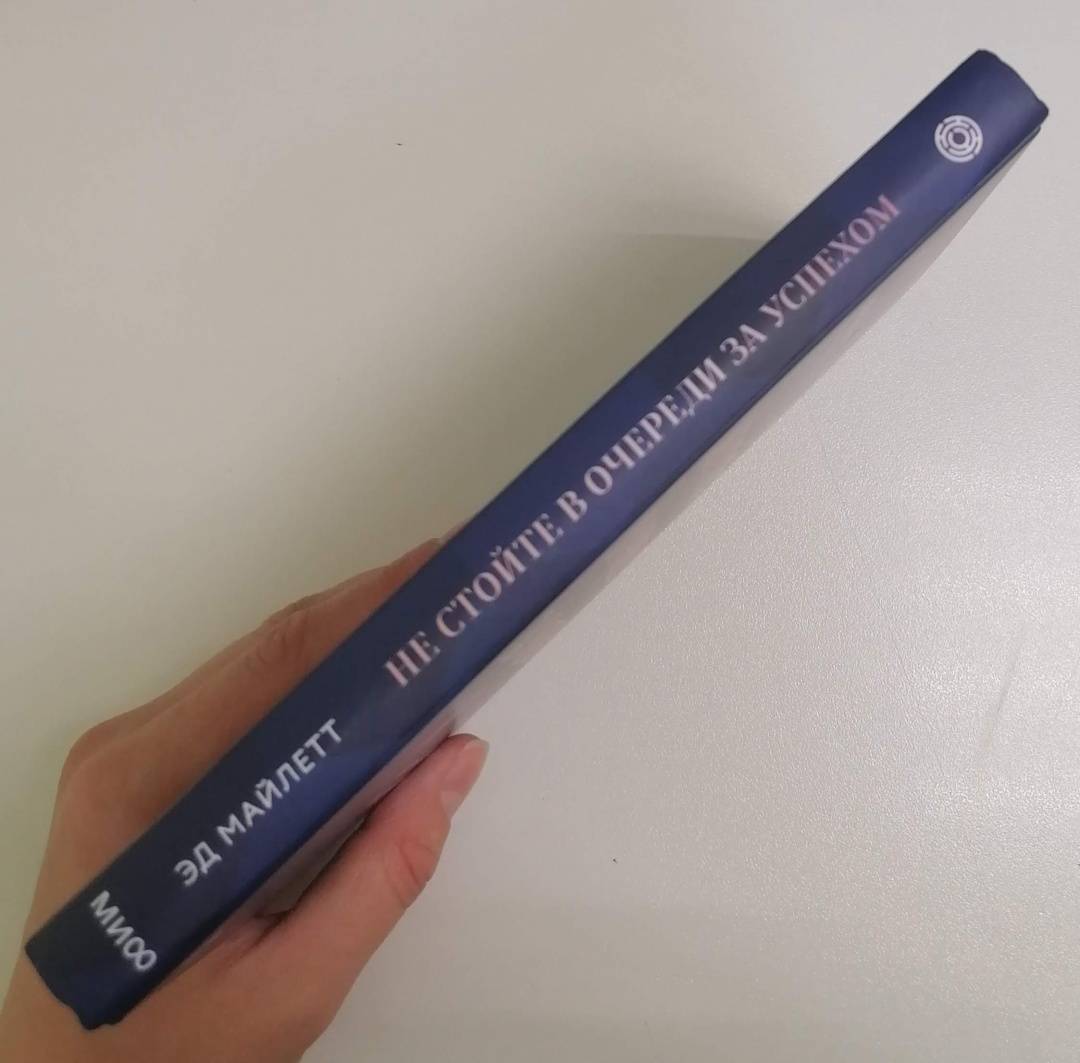 МИФ
ЭД МАЙЛЕТТ
НЕ СТОЙТЕ В ОЧЕРЕДИ ЗА УСПЕХОМ